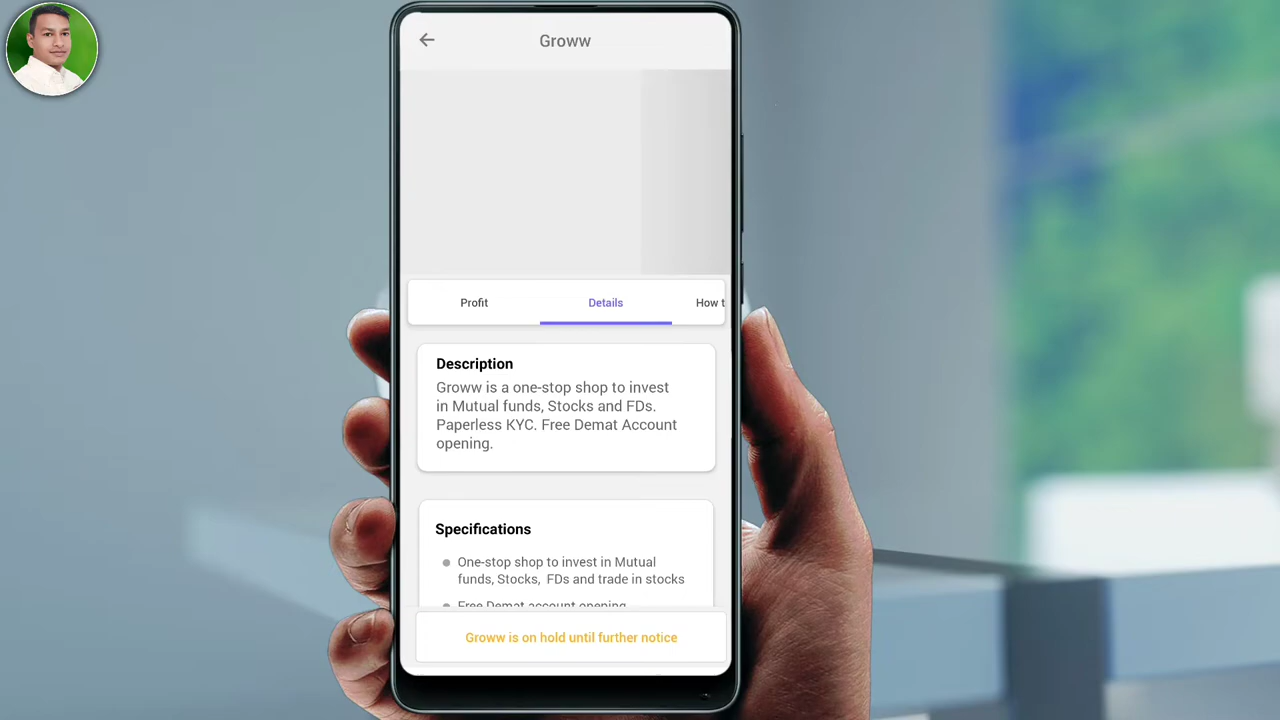 Groww
Profit
Details
How t
Description
Groww is a one-stop shop to invest
in Mutual funds, Stocks and FDs.
Paperless KYC. Free Demat Account
opening.
Specifications
One-stop shop to invest in Mutual
funds, Stocks, FDs and trade in stocks
Free Demat account opening
Groww is on hold until further notice